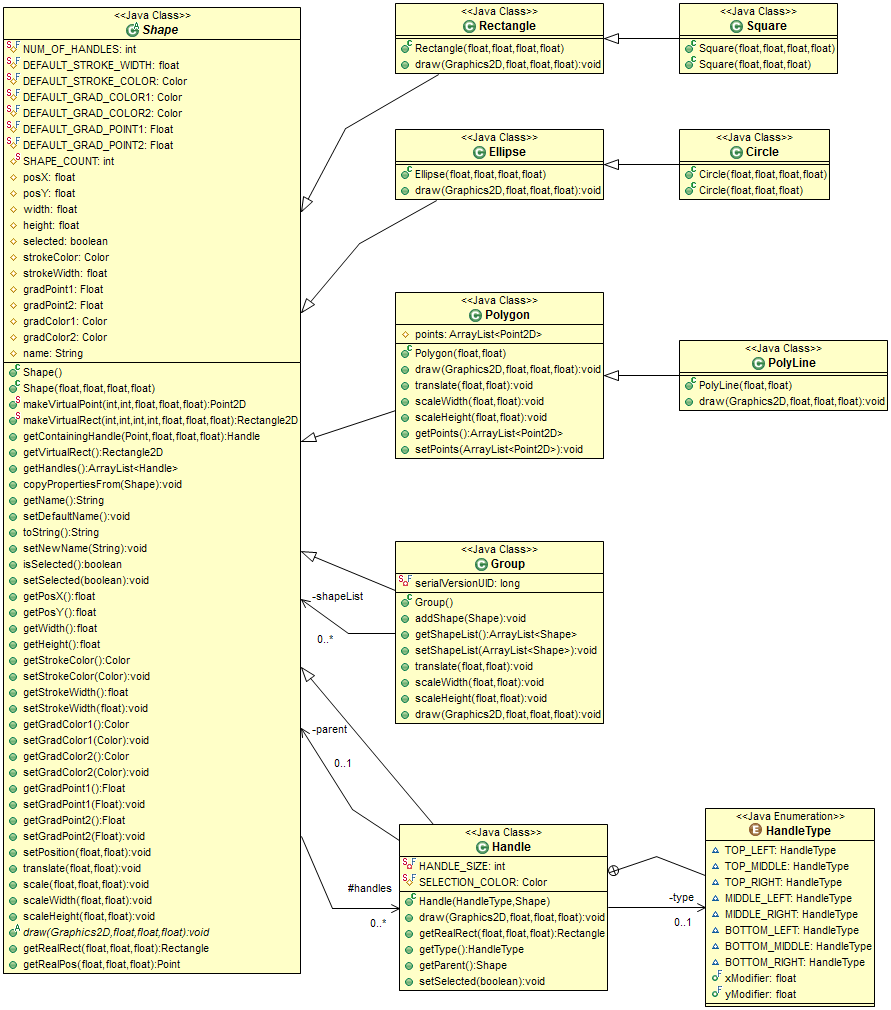 <<Java Class>>
Shape
NUM_OF_HANDLES: int
DEFAULT_STROKE_WIDTH: float
DEFAULT_STROKE_COLOR: Color
DEFAULT_GRAD_COLOR1: Color
DEFAULT_GRAD_COLOR2: Color
DEFAULT_GRAD_POINT1: Float
DEFAULT_GRAD_POINT2: Float
SHAPE_COUNT: int
posX: float
posY: float
width: float
height: float
selected: boolean
strokeColor: Color
strokeWidth: float
gradPoint1: Float
gradPoint2: Float
gradColor1: Color
gradColor2: Color
name: String
Shape()
Shape(float,float,float,float)
makeVirtualPoint(int,int,float,float,float):Point2D
makeVirtualRect(int,int,int,int,float,float,float):Rectangle2D
getContainingHandle(Point,float,float,float):Handle
getVirtualRect():Rectangle2D
getHandles():ArrayList<Handle>
copyPropertiesFrom(Shape):void
getName():String
setDefaultName():void
toString():String
setNewName(String):void
isSelected():boolean
setSelected(boolean):void
getPosX():float
getPosY():float
getWidth():float
getHeight():float
getStrokeColor():Color
setStrokeColor(Color):void
getStrokeWidth():float
setStrokeWidth(float):void
getGradColor1():Color
setGradColor1(Color):void
getGradColor2():Color
setGradColor2(Color):void
getGradPoint1():Float
setGradPoint1(Float):void
getGradPoint2():Float
setGradPoint2(Float):void
setPosition(float,float):void
translate(float,float):void
scale(float,float,float):void
scaleWidth(float,float):void
scaleHeight(float,float):void
draw(Graphics2D,float,float,float):void
getRealRect(float,float,float):Rectangle
getRealPos(float,float,float):Point
<<Java Class>>
Rectangle
Rectangle(float,float,float,float)
draw(Graphics2D,float,float,float):void
<<Java Class>>
Square
Square(float,float,float,float)
Square(float,float,float)
<<Java Class>>
Ellipse
Ellipse(float,float,float,float)
draw(Graphics2D,float,float,float):void
<<Java Class>>
Circle
Circle(float,float,float,float)
Circle(float,float,float)
<<Java Class>>
Polygon
points: ArrayList<Point2D>
Polygon(float,float)
draw(Graphics2D,float,float,float):void
translate(float,float):void
scaleWidth(float,float):void
scaleHeight(float,float):void
getPoints():ArrayList<Point2D>
setPoints(ArrayList<Point2D>):void
<<Java Class>>
PolyLine
PolyLine(float,float)
draw(Graphics2D,float,float,float):void
<<Java Class>>
Group
serialVersionUID: long
Group()
addShape(Shape):void
getShapeList():ArrayList<Shape>
setShapeList(ArrayList<Shape>):void
translate(float,float):void
scaleWidth(float,float):void
scaleHeight(float,float):void
draw(Graphics2D,float,float,float):void
-shapeList
0..*
-parent
0..1
#handles
0..*
<<Java Class>>
Handle
HANDLE_SIZE: int
SELECTION_COLOR: Color
Handle(HandleType,Shape)
draw(Graphics2D,float,float,float):void
getRealRect(float,float,float):Rectangle
getType():HandleType
getParent():Shape
setSelected(boolean):void
-type
0..1
<<Java Enumeration>>
HandleType
TOP_LEFT: HandleType
TOP_MIDDLE: HandleType
TOP_RIGHT: HandleType
MIDDLE_LEFT: HandleType
MIDDLE_RIGHT: HandleType
BOTTOM_LEFT: HandleType
BOTTOM_MIDDLE: HandleType
BOTTOM_RIGHT: HandleType
xModifier: float
yModifier: float